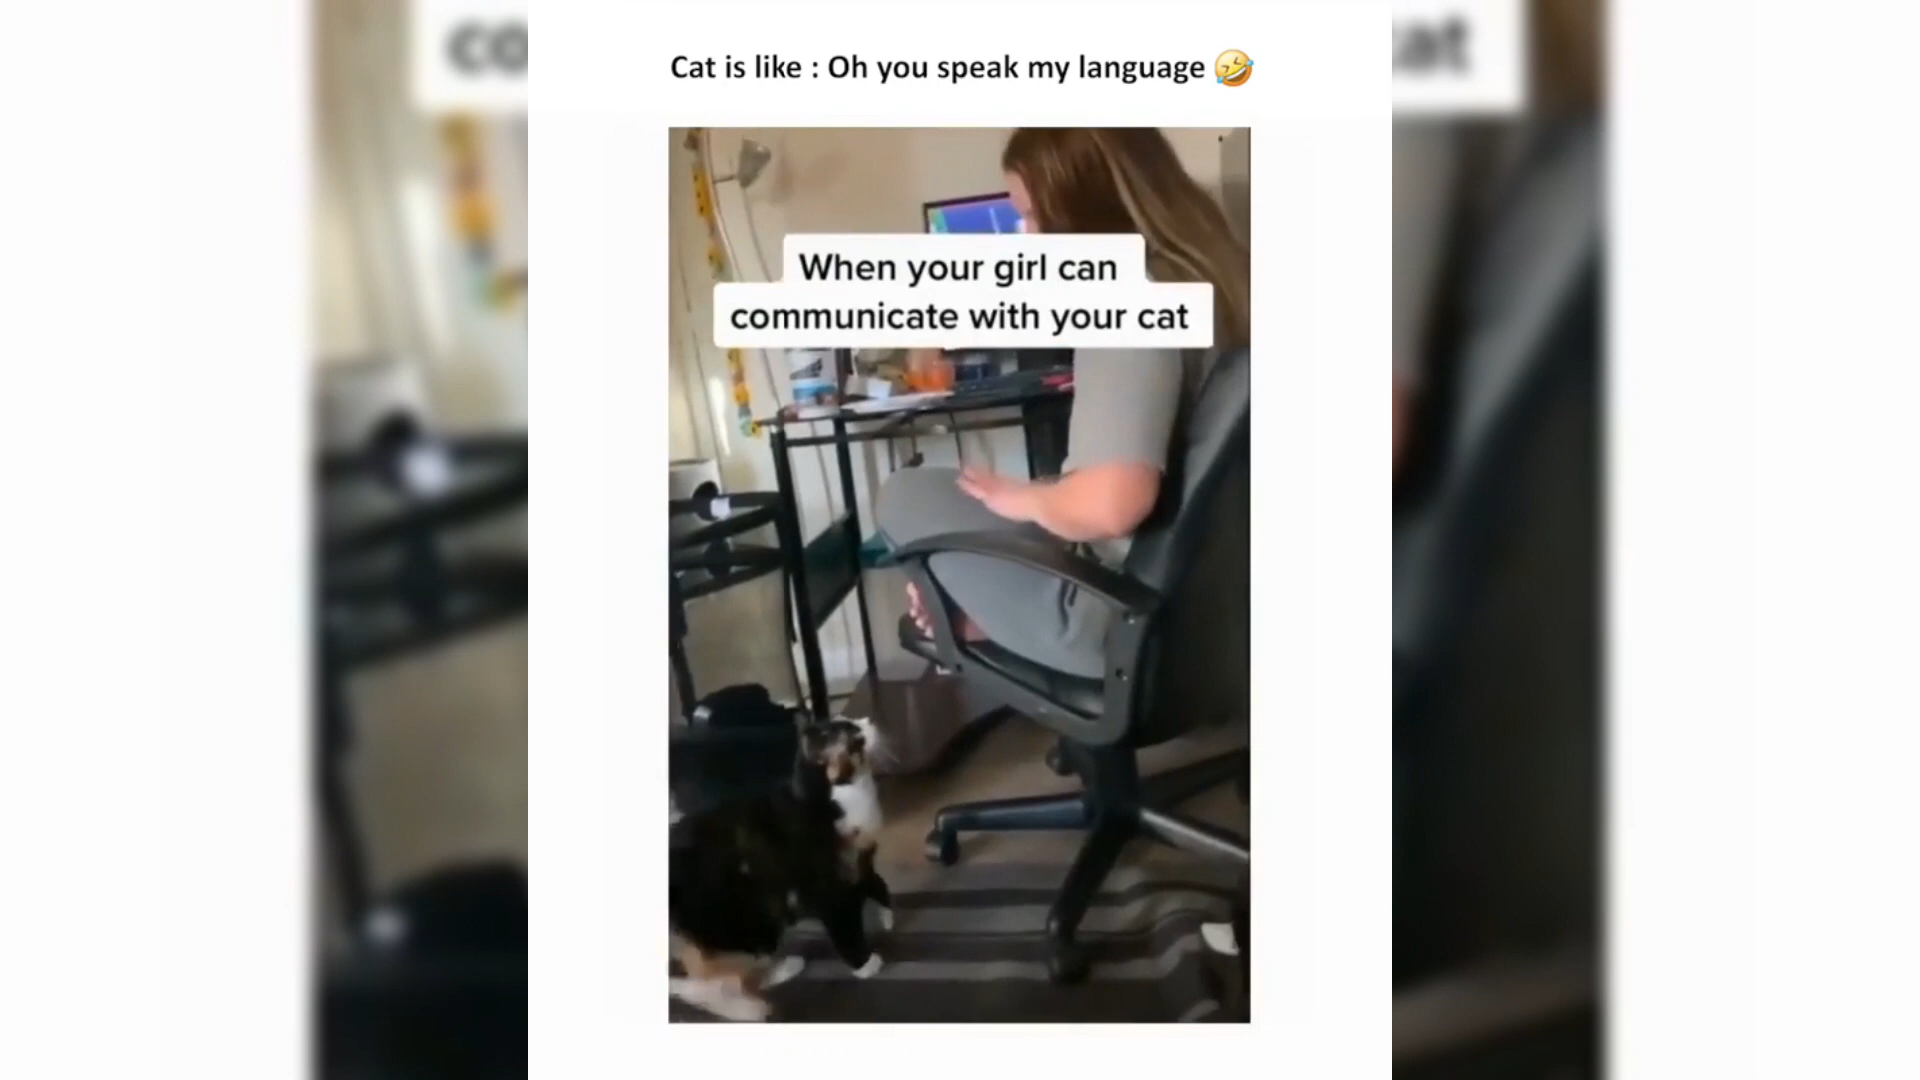 Cat is like : Oh you speak my language 🤣
When your girl can
communicate with your cat